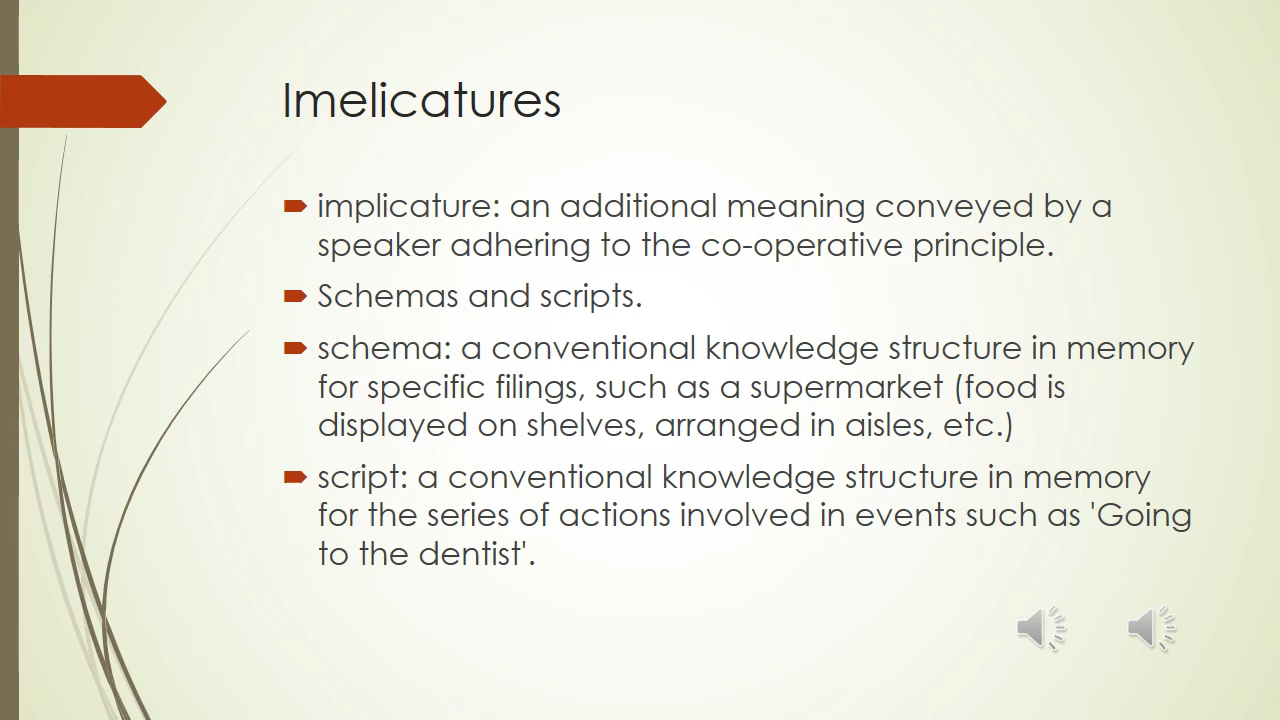 Imelicatures
implicature: an additional meaning conveyed by a
speaker adhering to the co-operative principle.
Schemas and scripts.
schema: a conventional knowledge structure in memory
for specific filings, such as a supermarket (food is
displayed on shelves, arranged in aisles, etc.)
script: a conventional knowledge structure in memory
for the series of actions involved in events such as 'Going
to the dentist'.